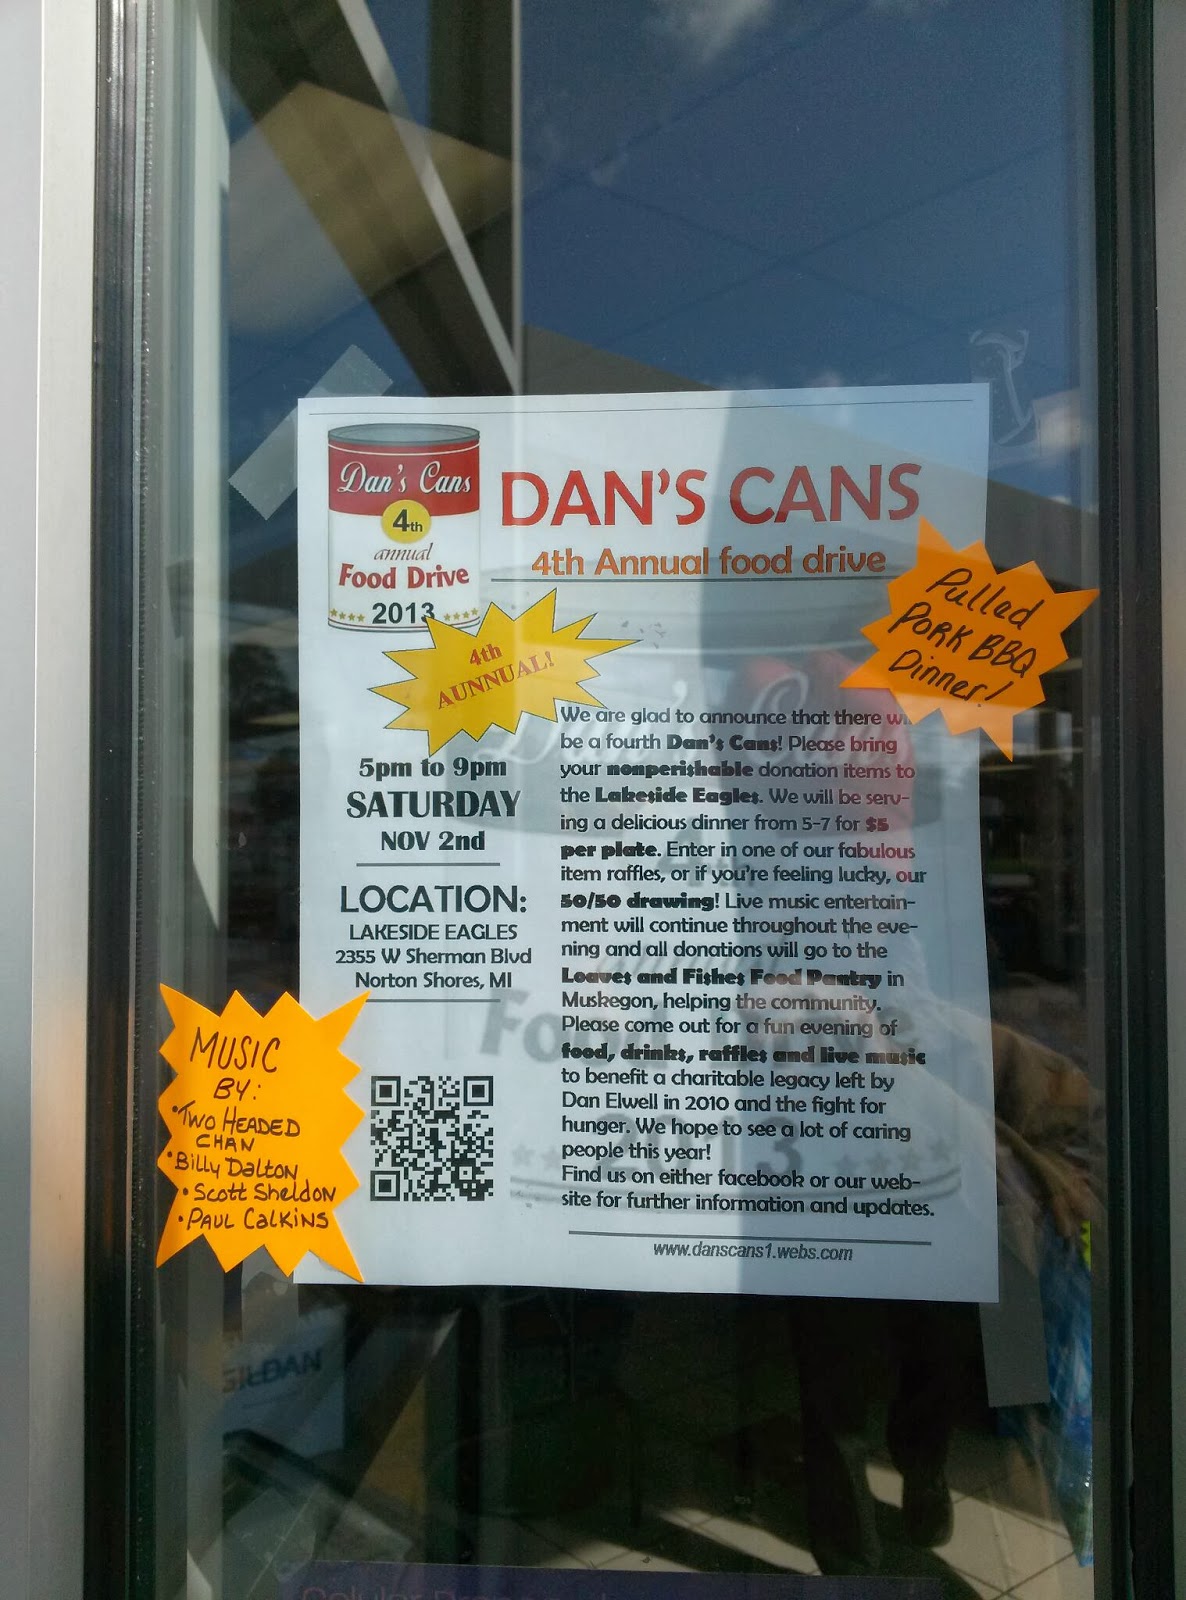 Dan's Cans
4th
annual
Food Drive
2013
DAN'S CANS
4th Annual food drive
Pulled
PORK BBQ
Dinner!
4th
AUNNUAL!
5pm to 9pm
SATURDAY
NOV 2nd
LOCATION:
LAKESIDE EAGLES
2355 W Sherman Blvd
Norton Shores, MI
We are glad to announce that there
be a fourth Dan's Cans! Please bring
your nonperishable donation items to
the Lakeside Eagles. We will be serv-
ing a delicious dinner from 5-7 for $5
per plate. Enter in one of our fabulous
item raffles, or if you're feeling lucky, our
50/50 drawing! Live music entertain-
ment will continue throughout the eve-
ning and all donations will go to the
Loaves and Fishes Food Pantry in
Muskegon, helping the community.
Please come out for a fun evening of
food, drinks, raffles and live music
to benefit a charitable legacy left by
Dan Elwell in 2010 and the fight for
hunger. We hope to see a lot of caring
people this year!
Find us on either facebook or our web-
site for further information and updates.
www.danscans1.webs.com
MUSIC
BY:
• TWO HEADED
CHAN
• Billy Dalton
• Scott Sheldon
• PAUL CalKINS
GILDAN